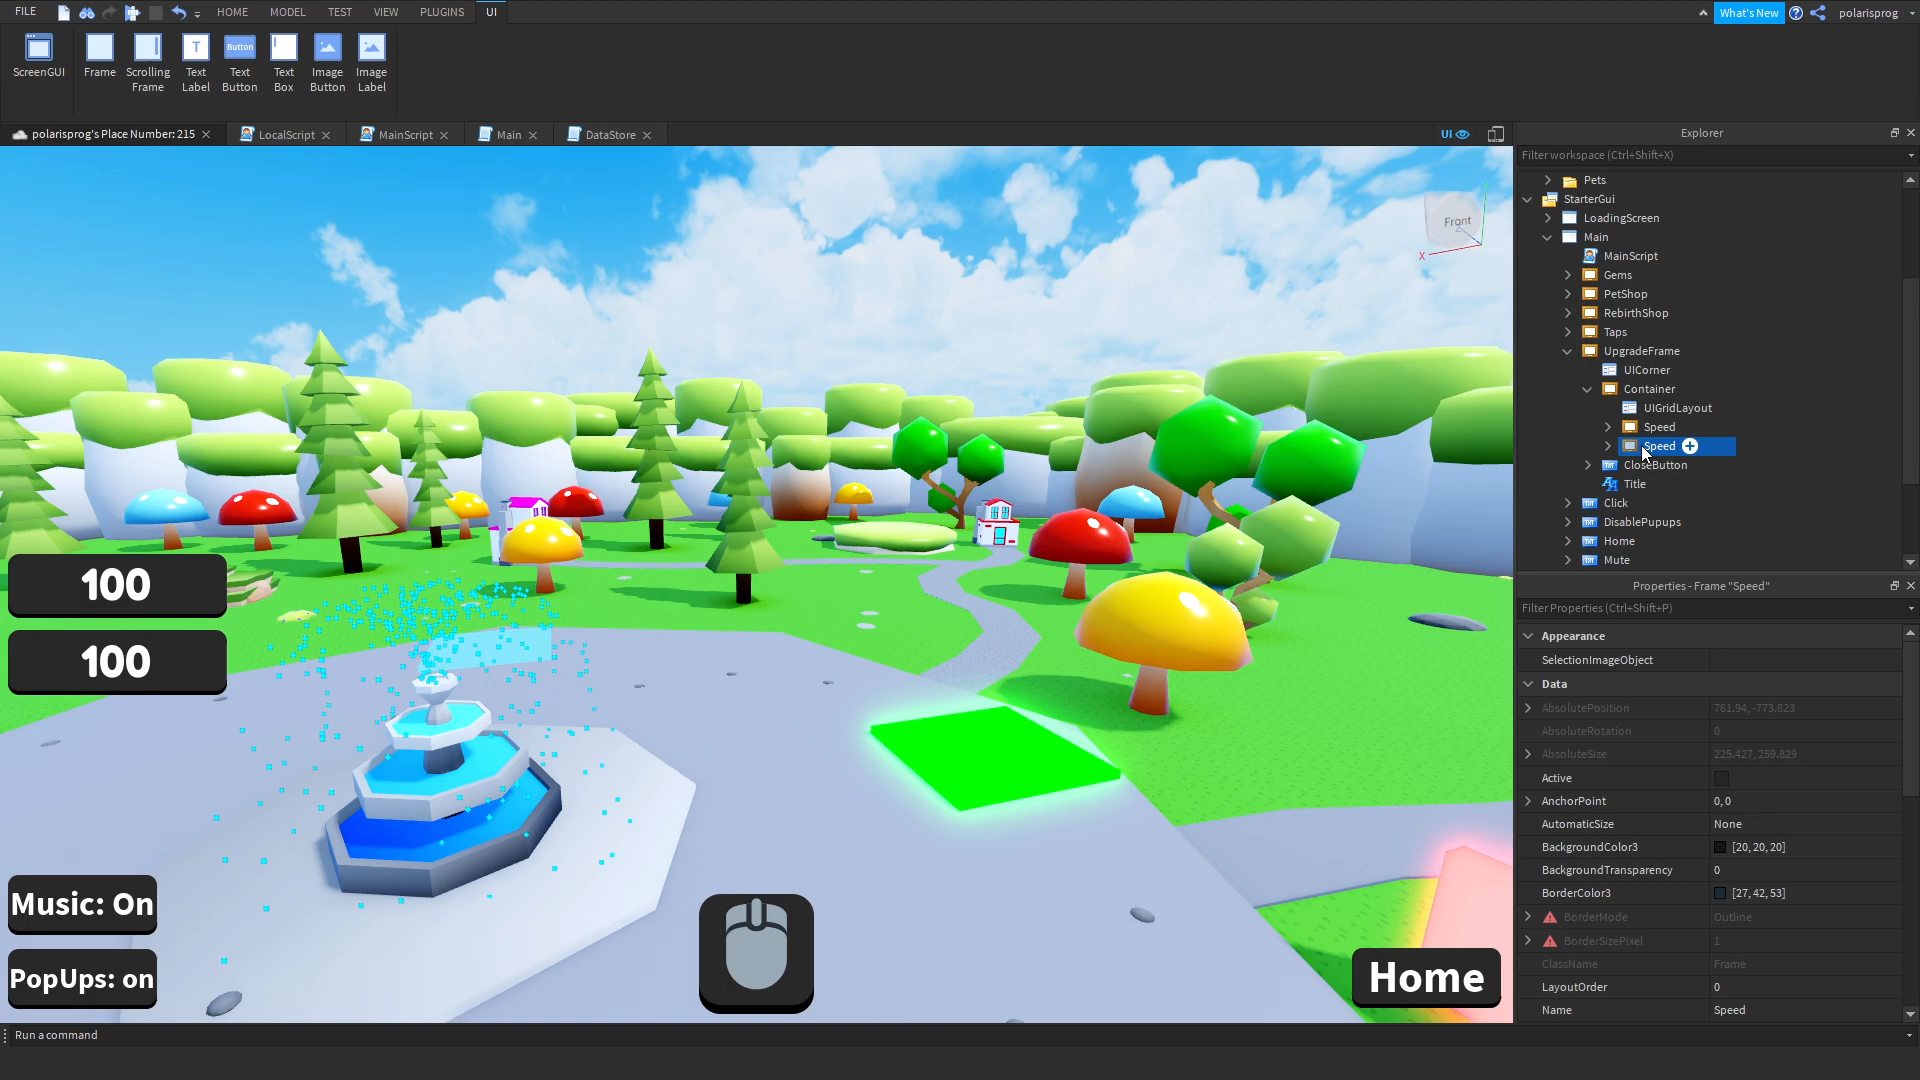 FILE HOME MODEL TEST VIEW PLUGINS UI What's New polarisprog
ScreenGUI Frame Scrolling Frame Text Label Text Button Text Box Image Button Image Label
T Button
polarisprog's Place Number: 215 LocalScript MainScript Main DataStore UI
Explorer
Filter workspace (Ctrl+Shift+X)
Pets
StarterGui
LoadingScreen
Main
MainScript
Gems
PetShop
RebirthShop
Taps
UpgradeFrame
UICorner
Container
UIGridLayout
Speed
Speed
CloseButton
Title
Click
DisablePupups
Home
Mute
Front
X
100
100
Music: On
PopUps: on
Home
Properties - Frame "Speed"
Filter Properties (Ctrl+Shift+P)
Appearance
SelectionImageObject
Data
AbsolutePosition 761.94, -773.823
AbsoluteRotation 0
AbsoluteSize 225.427, 259.829
Active
AnchorPoint 0, 0
AutomaticSize None
BackgroundColor3 [20, 20, 20]
BackgroundTransparency 0
BorderColor3 [27, 42, 53]
BorderMode Outline
BorderSizePixel 1
ClassName Frame
LayoutOrder 0
Name Speed
Run a command